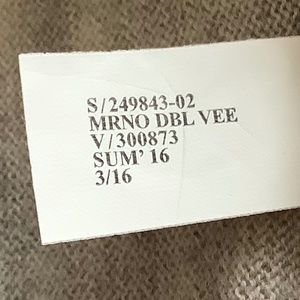 S/249843-02
MRNO DBL VEE
V/300873
SUM' 16
3/16